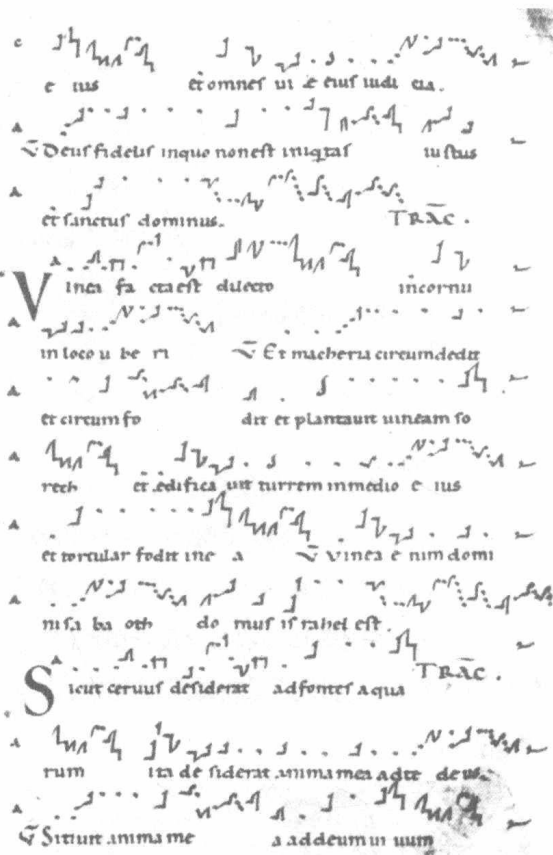 c e ius et omnes ui e eius iudi cia.
A ℣ Deus fidelis in quo non est iniqtas iustus
A et sanctus dominus. TRAC.
A Vinea fa cta est dilecto in cornu
A in loco u be ri ℣ Et macheria circumdedit
A et circum fo dit et plantauit uineam so
A rech et edifica uit turrem in medio e ius
A et torcular fodit in e a ℣ Vinea e nim domi
A ni sa ba oth do mus is rahel est.
A Sicut ceruus desiderat ad fontes aqua TRAC.
A rum ita de siderat anima mea ad te deus.
A ℣ Sitiuit anima me a ad deum ui uum